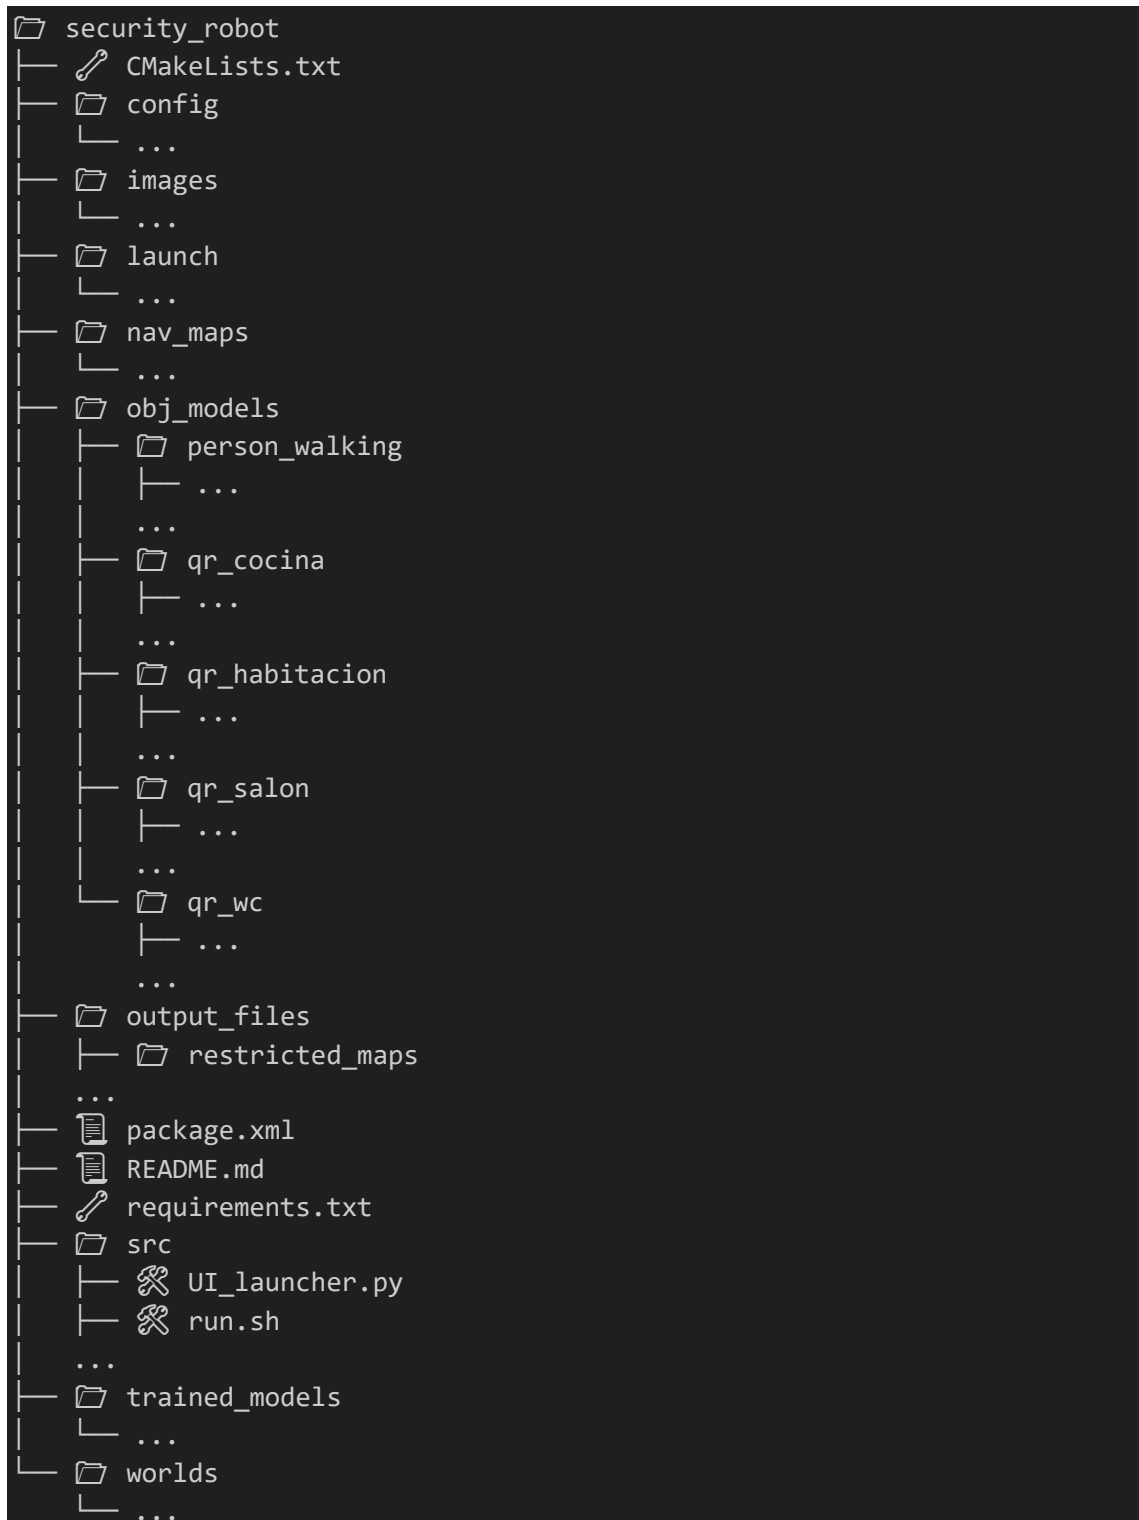 security_robot
CMakeLists.txt
config
...
images
...
launch
...
nav_maps
...
obj_models
person_walking
...
...
qr_cocina
...
...
qr_habitacion
...
...
qr_salon
...
...
qr_wc
...
...
output_files
restricted_maps
...
package.xml
README.md
requirements.txt
src
UI_launcher.py
run.sh
...
trained_models
...
worlds
...